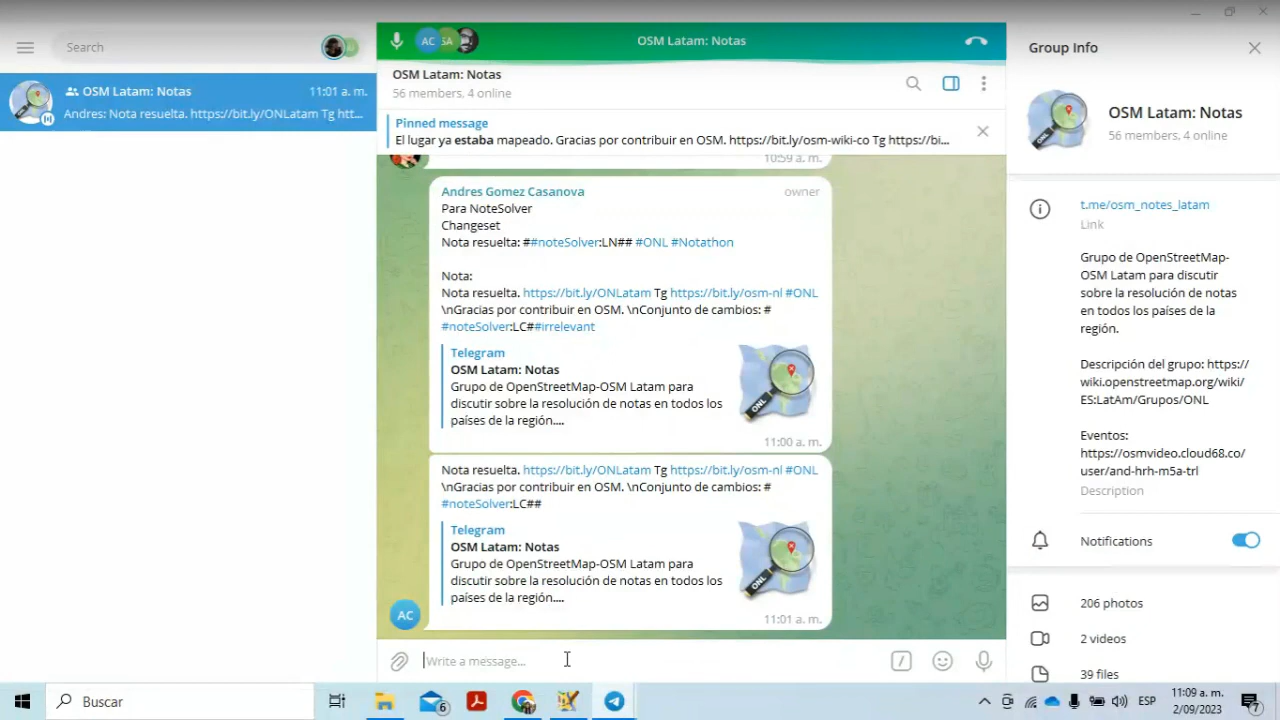 Search
OSM Latam: Notas
11:01 a. m.
Andres: Nota resuelta. https://bit.ly/ONLatam Tg htt...
AC
SA
OSM Latam: Notas
OSM Latam: Notas
56 members, 4 online
Pinned message
El lugar ya estaba mapeado. Gracias por contribuir en OSM. https://bit.ly/osm-wiki-co Tg https://bi...
10:59 a. m.
Andres Gomez Casanova
owner
Para NoteSolver
Changeset
Nota resuelta: ##noteSolver:LN## #ONL #Notathon
Nota:
Nota resuelta. https://bit.ly/ONLatam Tg https://bit.ly/osm-nl #ONL
\nGracias por contribuir en OSM. \nConjunto de cambios: #
#noteSolver:LC##irrelevant
Telegram
OSM Latam: Notas
Grupo de OpenStreetMap-OSM Latam para
discutir sobre la resolución de notas en todos los
países de la región....
ONL
11:00 a. m.
Nota resuelta. https://bit.ly/ONLatam Tg https://bit.ly/osm-nl #ONL
\nGracias por contribuir en OSM. \nConjunto de cambios: #
#noteSolver:LC##
Telegram
OSM Latam: Notas
Grupo de OpenStreetMap-OSM Latam para
discutir sobre la resolución de notas en todos los
países de la región....
ONL
11:01 a. m.
AC
Write a message...
Group Info
OSM Latam: Notas
56 members, 4 online
ONL
t.me/osm_notes_latam
Link
Grupo de OpenStreetMap-
OSM Latam para discutir
sobre la resolución de notas
en todos los países de la
región.
Descripción del grupo: https://
wiki.openstreetmap.org/wiki/
ES:LatAm/Grupos/ONL
Eventos:
https://osmvideo.cloud68.co/
user/and-hrh-m5a-trl
Description
Notifications
206 photos
2 videos
39 files
Buscar
6
ESP
11:09 a. m.
2/09/2023
7